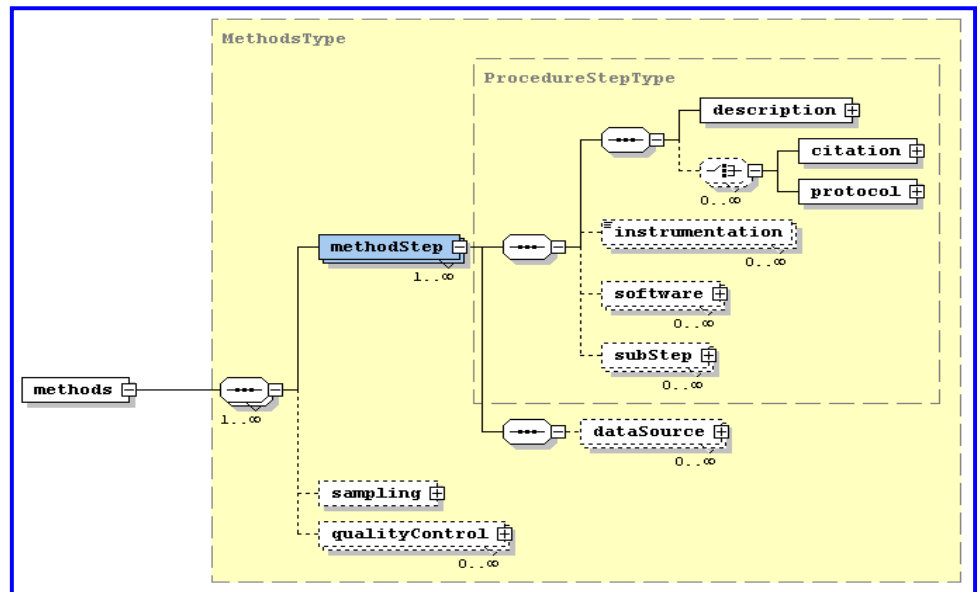 MethodsType
ProcedureStepType
description
citation
0..∞
protocol
instrumentation
methodStep
0..∞
1..∞
software
0..∞
subStep
0..∞
methods
1..∞
dataSource
0..∞
sampling
qualityControl
0..∞